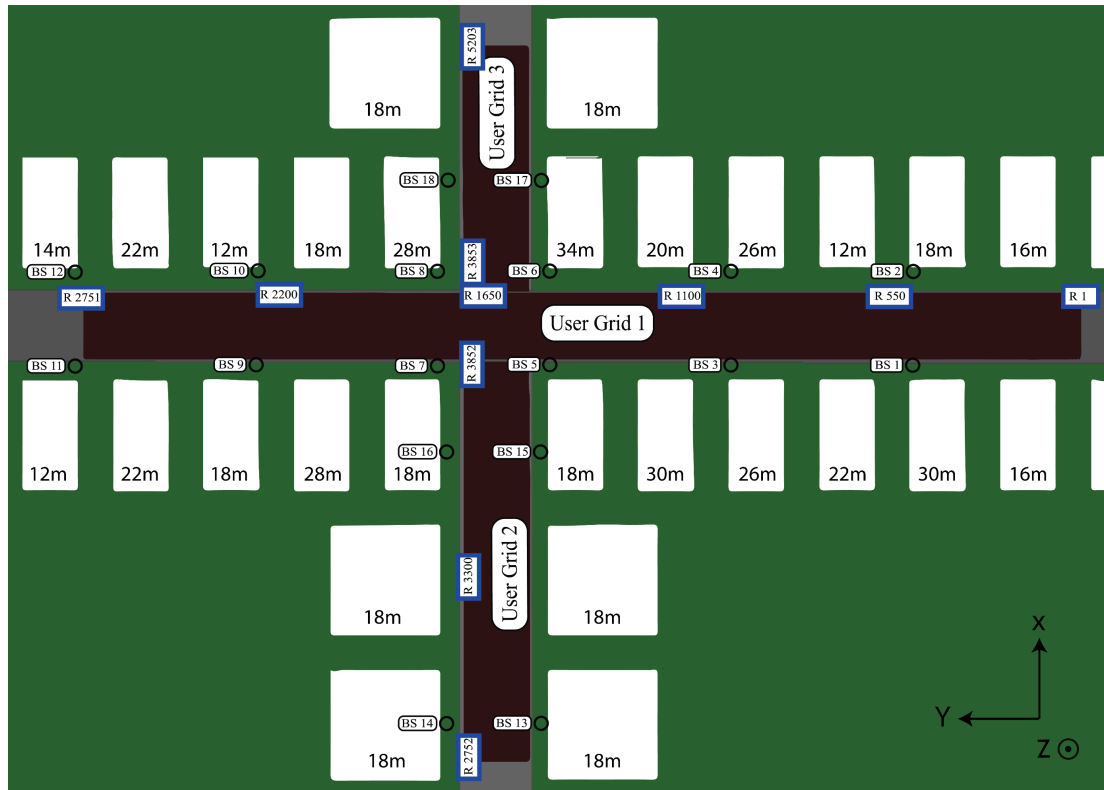 R 5203
User Grid 3
18m
18m
BS 18
BS 17
14m
22m
12m
18m
28m
34m
20m
26m
12m
18m
16m
BS 12
BS 10
BS 8
R 3853
BS 6
BS 4
BS 2
R 2751
R 2200
R 1650
R 1100
R 550
R 1
User Grid 1
BS 11
BS 9
BS 7
R 3852
BS 5
BS 3
BS 1
BS 16
BS 15
12m
22m
18m
28m
18m
18m
30m
26m
22m
30m
16m
R 3300
User Grid 2
18m
18m
X
BS 14
BS 13
Y
R 2752
Z
18m
18m